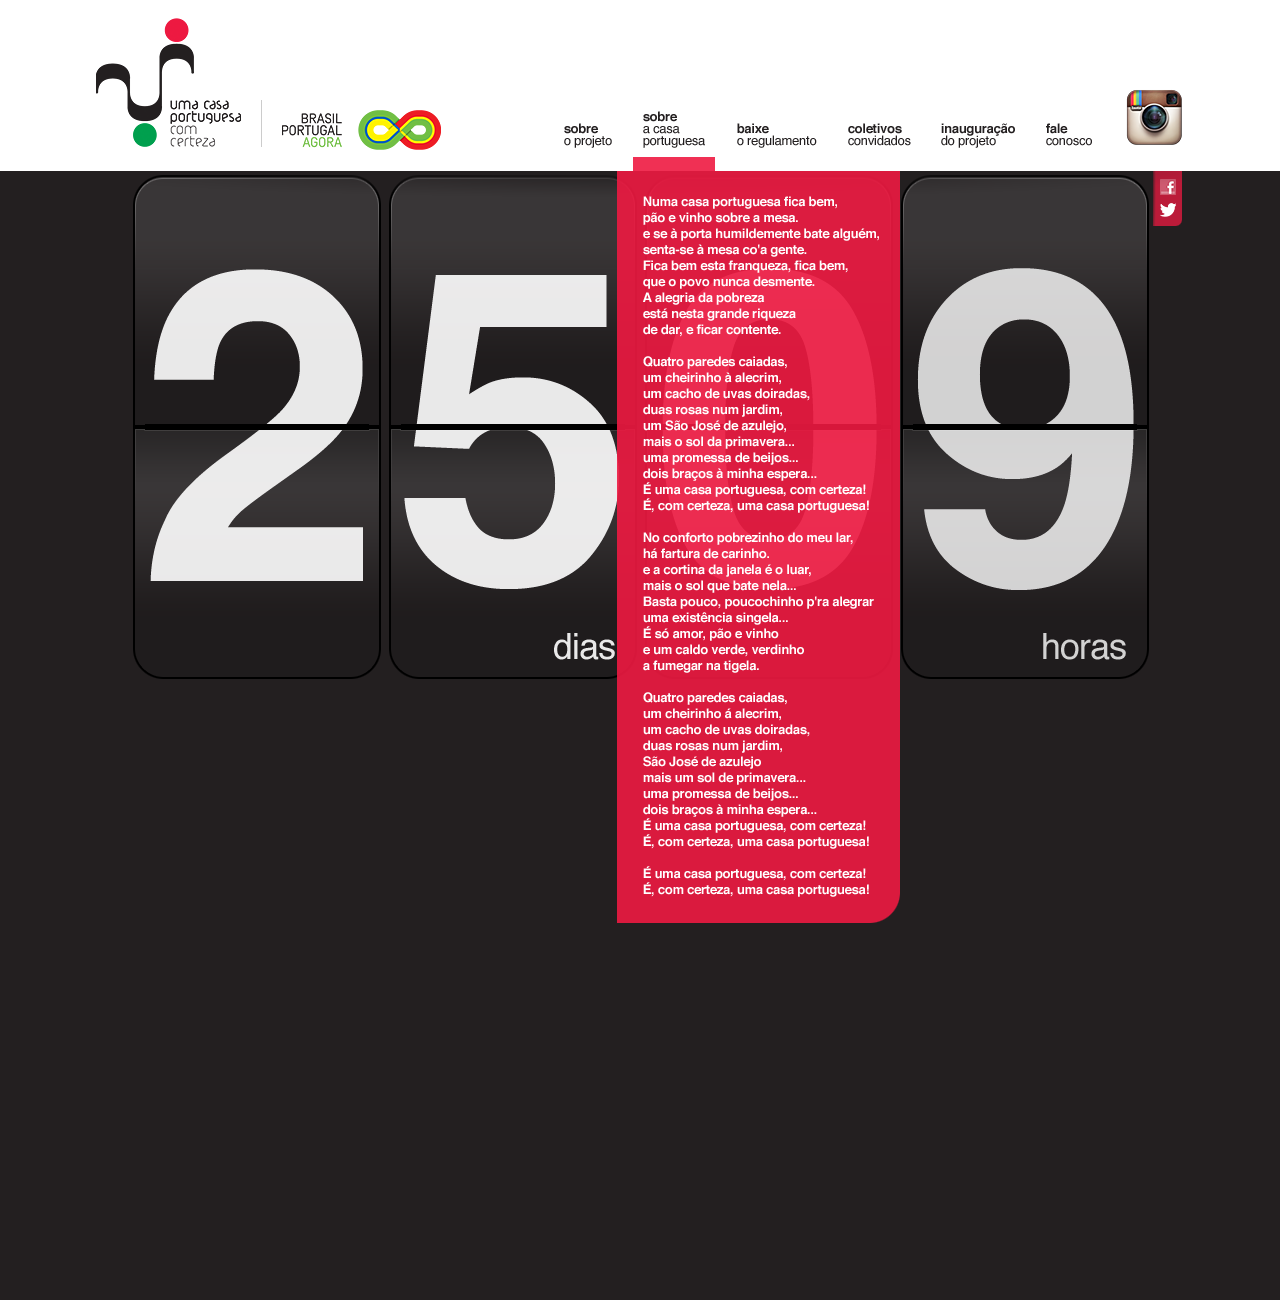 uma casa
portuguesa
com
certeza
BRASIL
PORTUGAL
AGORA
sobre
o projeto
sobre
a casa
portuguesa
baixe
o regulamento
coletivos
convidados
inauguração
do projeto
fale
conosco
f
25 09
dias
horas
Numa casa portuguesa fica bem,
pão e vinho sobre a mesa.
e se à porta humildemente bate alguém,
senta-se à mesa co'a gente.
Fica bem esta franqueza, fica bem,
que o povo nunca desmente.
A alegria da pobreza
está nesta grande riqueza
de dar, e ficar contente.
Quatro paredes caiadas,
um cheirinho à alecrim,
um cacho de uvas doiradas,
duas rosas num jardim,
um São José de azulejo,
mais o sol da primavera...
uma promessa de beijos...
dois braços à minha espera...
É uma casa portuguesa, com certeza!
É, com certeza, uma casa portuguesa!
No conforto pobrezinho do meu lar,
há fartura de carinho.
e a cortina da janela é o luar,
mais o sol que bate nela...
Basta pouco, poucochinho p'ra alegrar
uma existência singela...
É só amor, pão e vinho
e um caldo verde, verdinho
a fumegar na tigela.
Quatro paredes caiadas,
um cheirinho á alecrim,
um cacho de uvas doiradas,
duas rosas num jardim,
São José de azulejo
mais um sol de primavera...
uma promessa de beijos...
dois braços à minha espera...
É uma casa portuguesa, com certeza!
É, com certeza, uma casa portuguesa!
É uma casa portuguesa, com certeza!
É, com certeza, uma casa portuguesa!